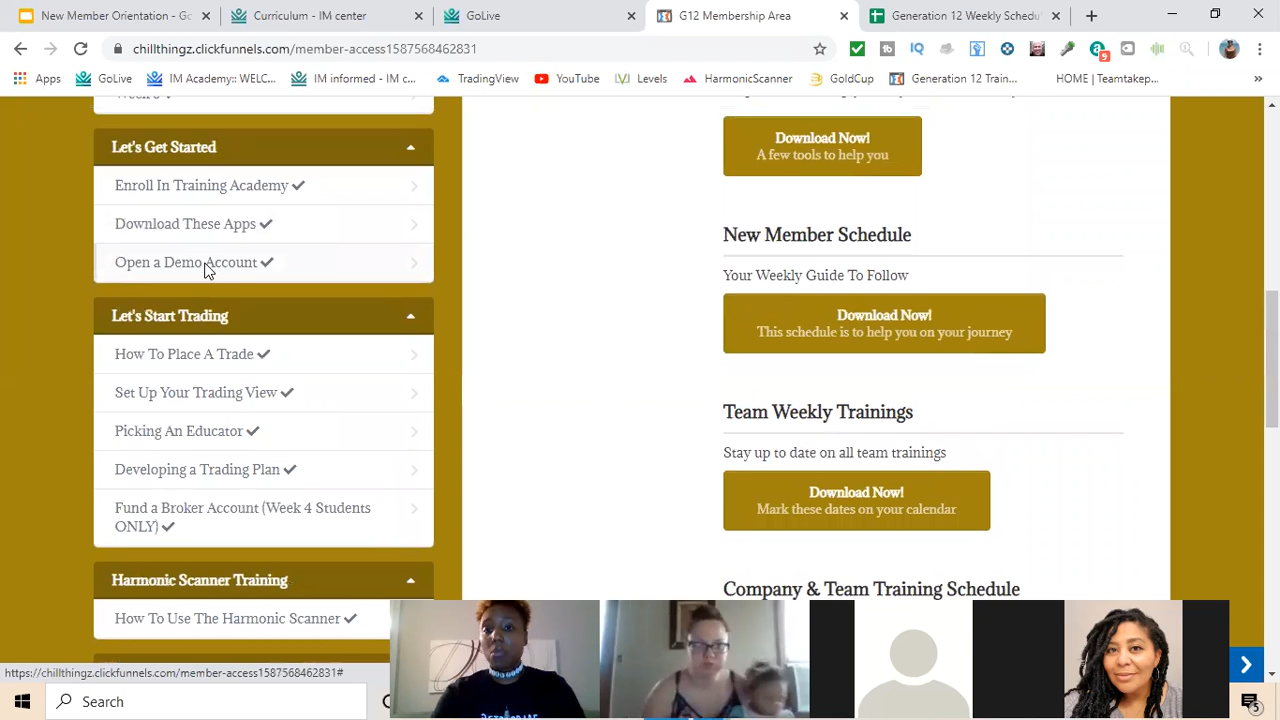 New Member Orientation
Curriculum - IM center
GoLive
G12 Membership Area
Generation 12 Weekly Schedu
chillthingz.clickfunnels.com/member-access1587568462831
Apps
GoLive
IM Academy:: WELC...
IM informed - IM c...
TradingView
YouTube
Levels
HarmonicScanner
GoldCup
Generation 12 Train...
HOME | Teamtakep...
Let's Get Started
Enroll In Training Academy
Download These Apps
Open a Demo Account
Let's Start Trading
How To Place A Trade
Set Up Your Trading View
Picking An Educator
Developing a Trading Plan
Fund a Broker Account (Week 4 Students
ONLY)
Harmonic Scanner Training
How To Use The Harmonic Scanner
Download Now!
A few tools to help you
New Member Schedule
Your Weekly Guide To Follow
Download Now!
This schedule is to help you on your journey
Team Weekly Trainings
Stay up to date on all team trainings
Download Now!
Mark these dates on your calendar
Company & Team Training Schedule
https://chillthingz.clickfunnels.com/member-access1587568462831#
Search
5